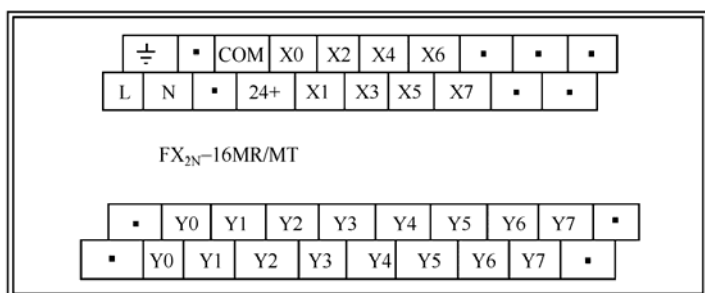 ⏚ ▪ COM X0 X2 X4 X6 ▪ ▪ ▪
L N ▪ 24+ X1 X3 X5 X7 ▪ ▪
FX2N–16MR/MT
▪ Y0 Y1 Y2 Y3 Y4 Y5 Y6 Y7 ▪
▪ Y0 Y1 Y2 Y3 Y4 Y5 Y6 Y7 ▪